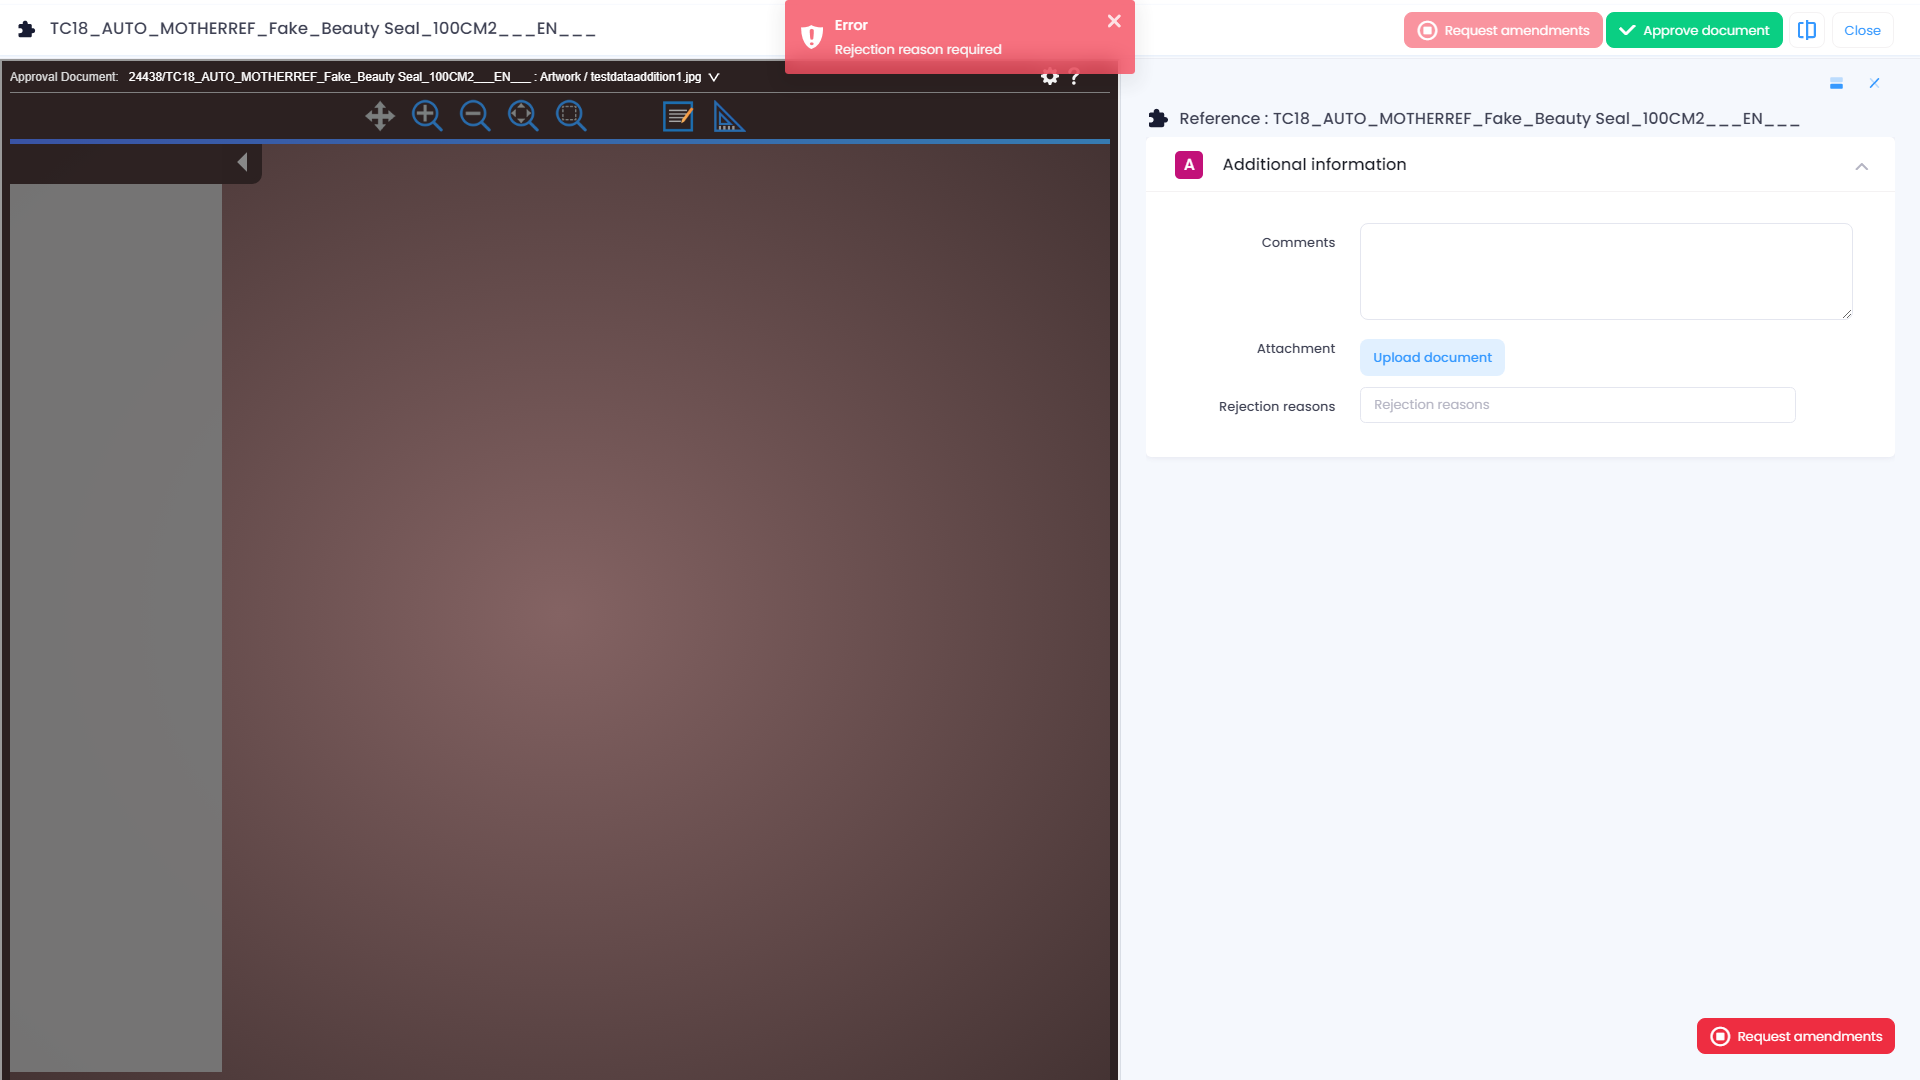 TC18_AUTO_MOTHERREF_Fake_Beauty Seal_100CM2___EN___
Error
Rejection reason required
Request amendments
Approve document
Close
Approval Document: 24438/TC18_AUTO_MOTHERREF_Fake_Beauty Seal_100CM2___EN___ : Artwork / testdataaddition1.jpg
?
Reference : TC18_AUTO_MOTHERREF_Fake_Beauty Seal_100CM2___EN___
A Additional information
Comments
Attachment
Upload document
Rejection reasons
Rejection reasons
Request amendments